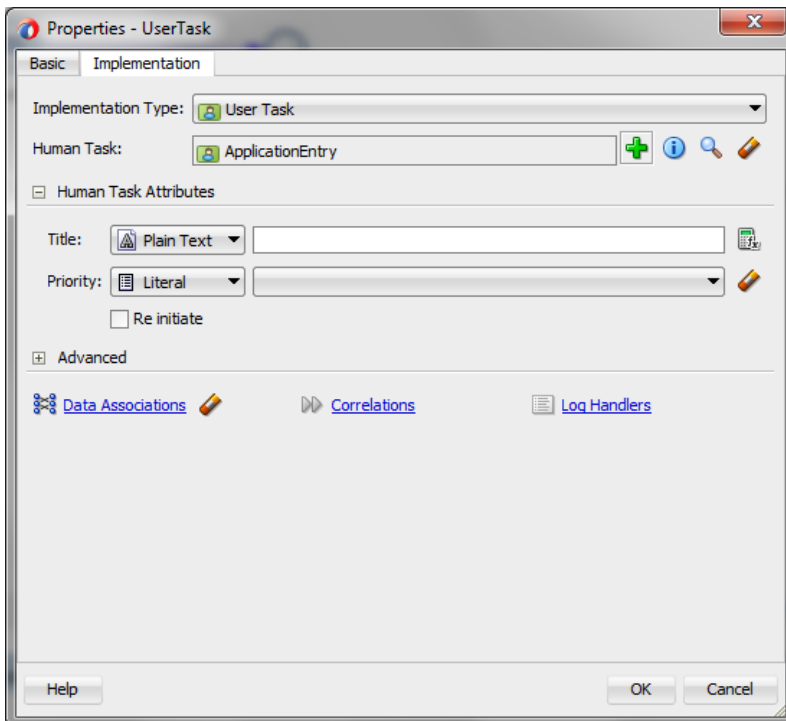 Properties - UserTask
Basic Implementation
Implementation Type: User Task
Human Task: ApplicationEntry
Human Task Attributes
Title: Plain Text
Priority: Literal
Re initiate
Advanced
Data Associations Correlations Log Handlers
Help OK Cancel